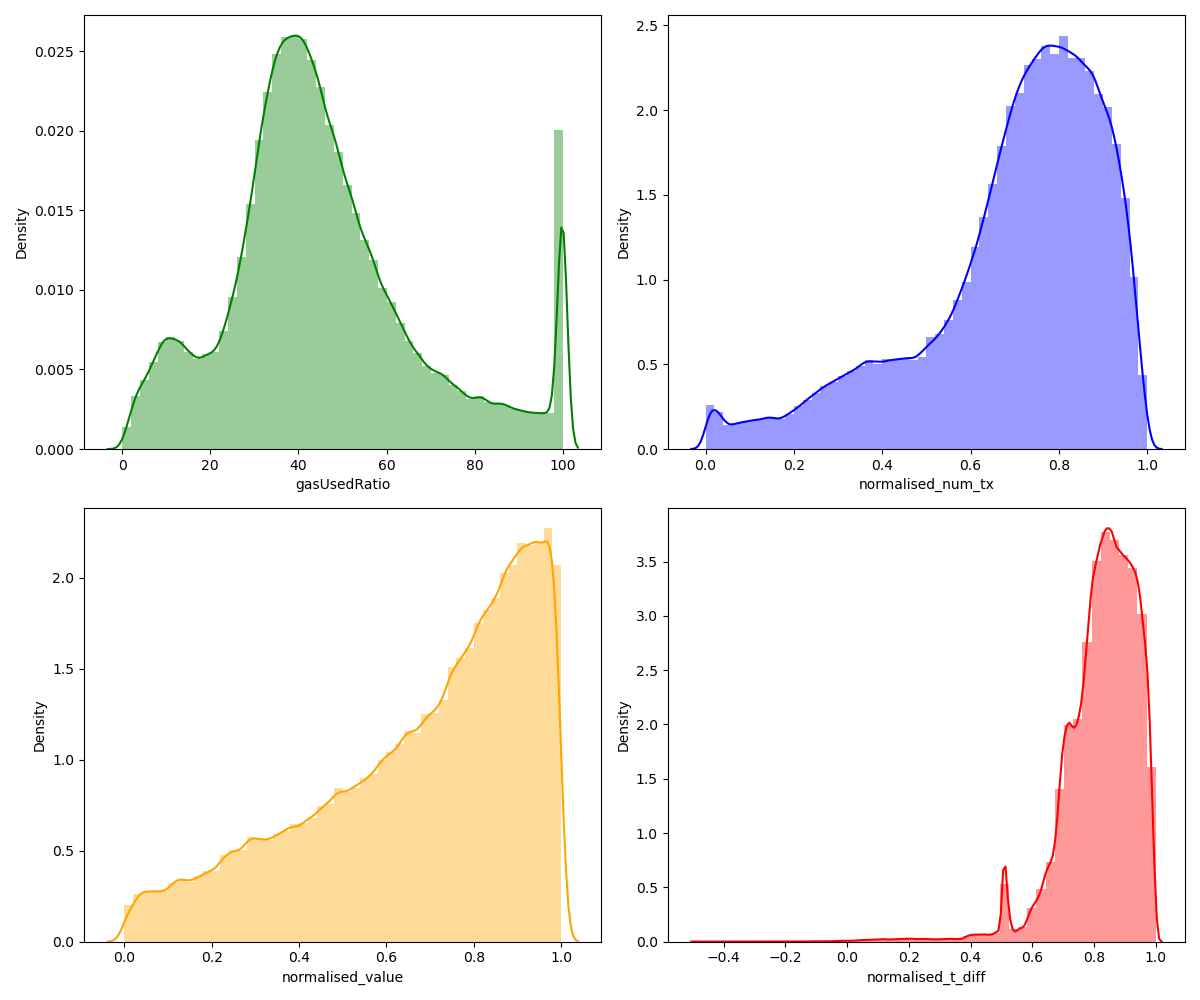 0.025
0.020
0.015
0.010
0.005
0.000
Density
0 20 40 60 80 100
gasUsedRatio
2.5
2.0
1.5
1.0
0.5
0.0
Density
0.0 0.2 0.4 0.6 0.8 1.0
normalised_num_tx
2.0
1.5
1.0
0.5
0.0
Density
0.0 0.2 0.4 0.6 0.8 1.0
normalised_value
3.5
3.0
2.5
2.0
1.5
1.0
0.5
0.0
Density
−0.4 −0.2 0.0 0.2 0.4 0.6 0.8 1.0
normalised_t_diff